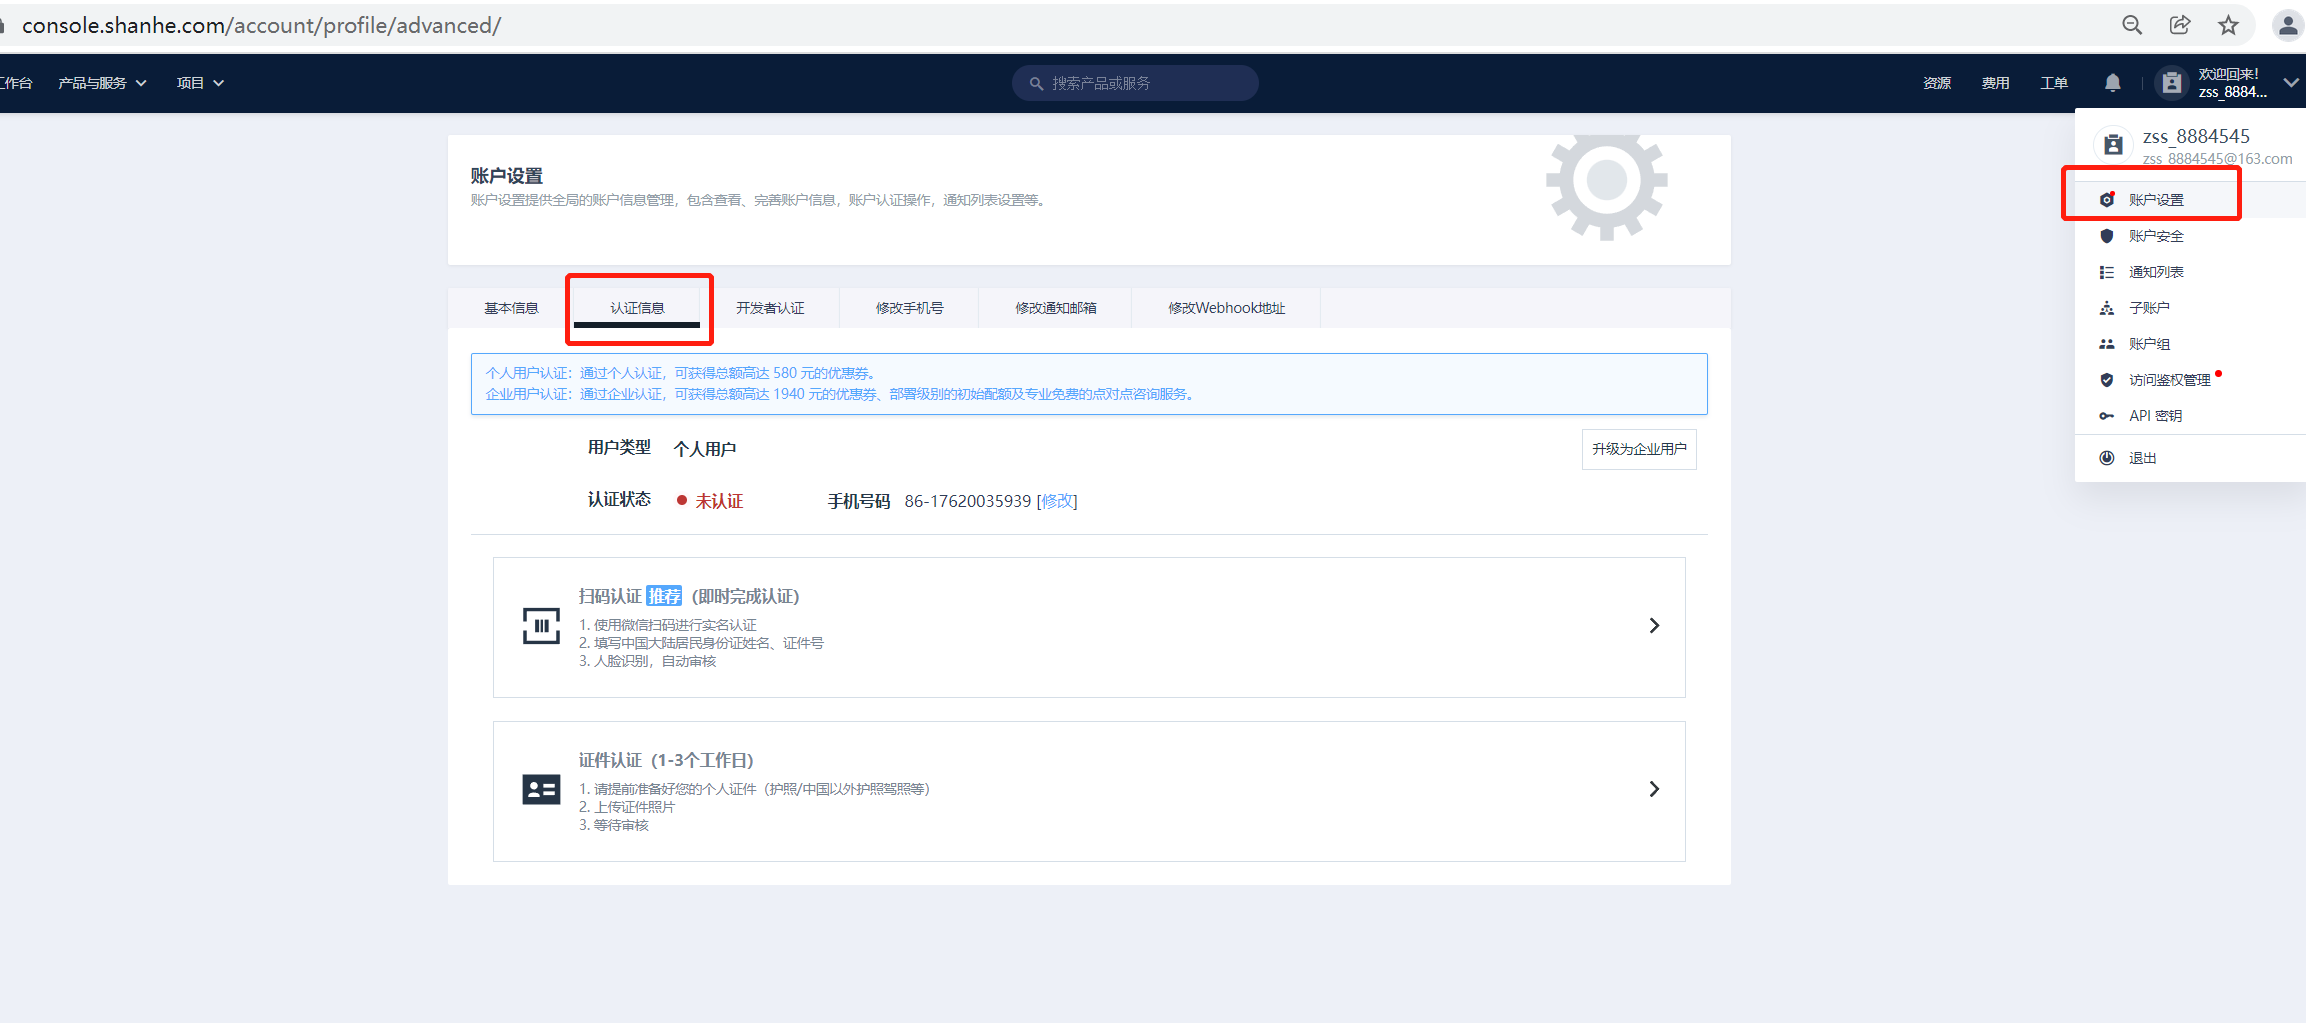 console.shanhe.com/account/profile/advanced/
工作台 产品与服务 项目 搜索产品或服务 资源 费用 工单 欢迎回来! zss_8884...
zss_8884545
zss_8884545@163.com
账户设置
账户安全
通知列表
子账户
账户组
访问鉴权管理
API 密钥
退出
账户设置
账户设置提供全局的账户信息管理，包含查看、完善账户信息，账户认证操作，通知列表设置等。
基本信息 认证信息 开发者认证 修改手机号 修改通知邮箱 修改Webhook地址
个人用户认证：通过个人认证，可获得总额高达 580 元的优惠券。
企业用户认证：通过企业认证，可获得总额高达 1940 元的优惠券、部署级别的初始配额及专业免费的点对点咨询服务。
用户类型 个人用户 升级为企业用户
认证状态 未认证 手机号码 86-17620035939 [修改]
扫码认证 推荐（即时完成认证）
1. 使用微信扫码进行实名认证
2. 填写中国大陆居民身份证姓名、证件号
3. 人脸识别，自动审核
证件认证（1-3个工作日）
1. 请提前准备好您的个人证件（护照/中国以外护照驾照等）
2. 上传证件照片
3. 等待审核